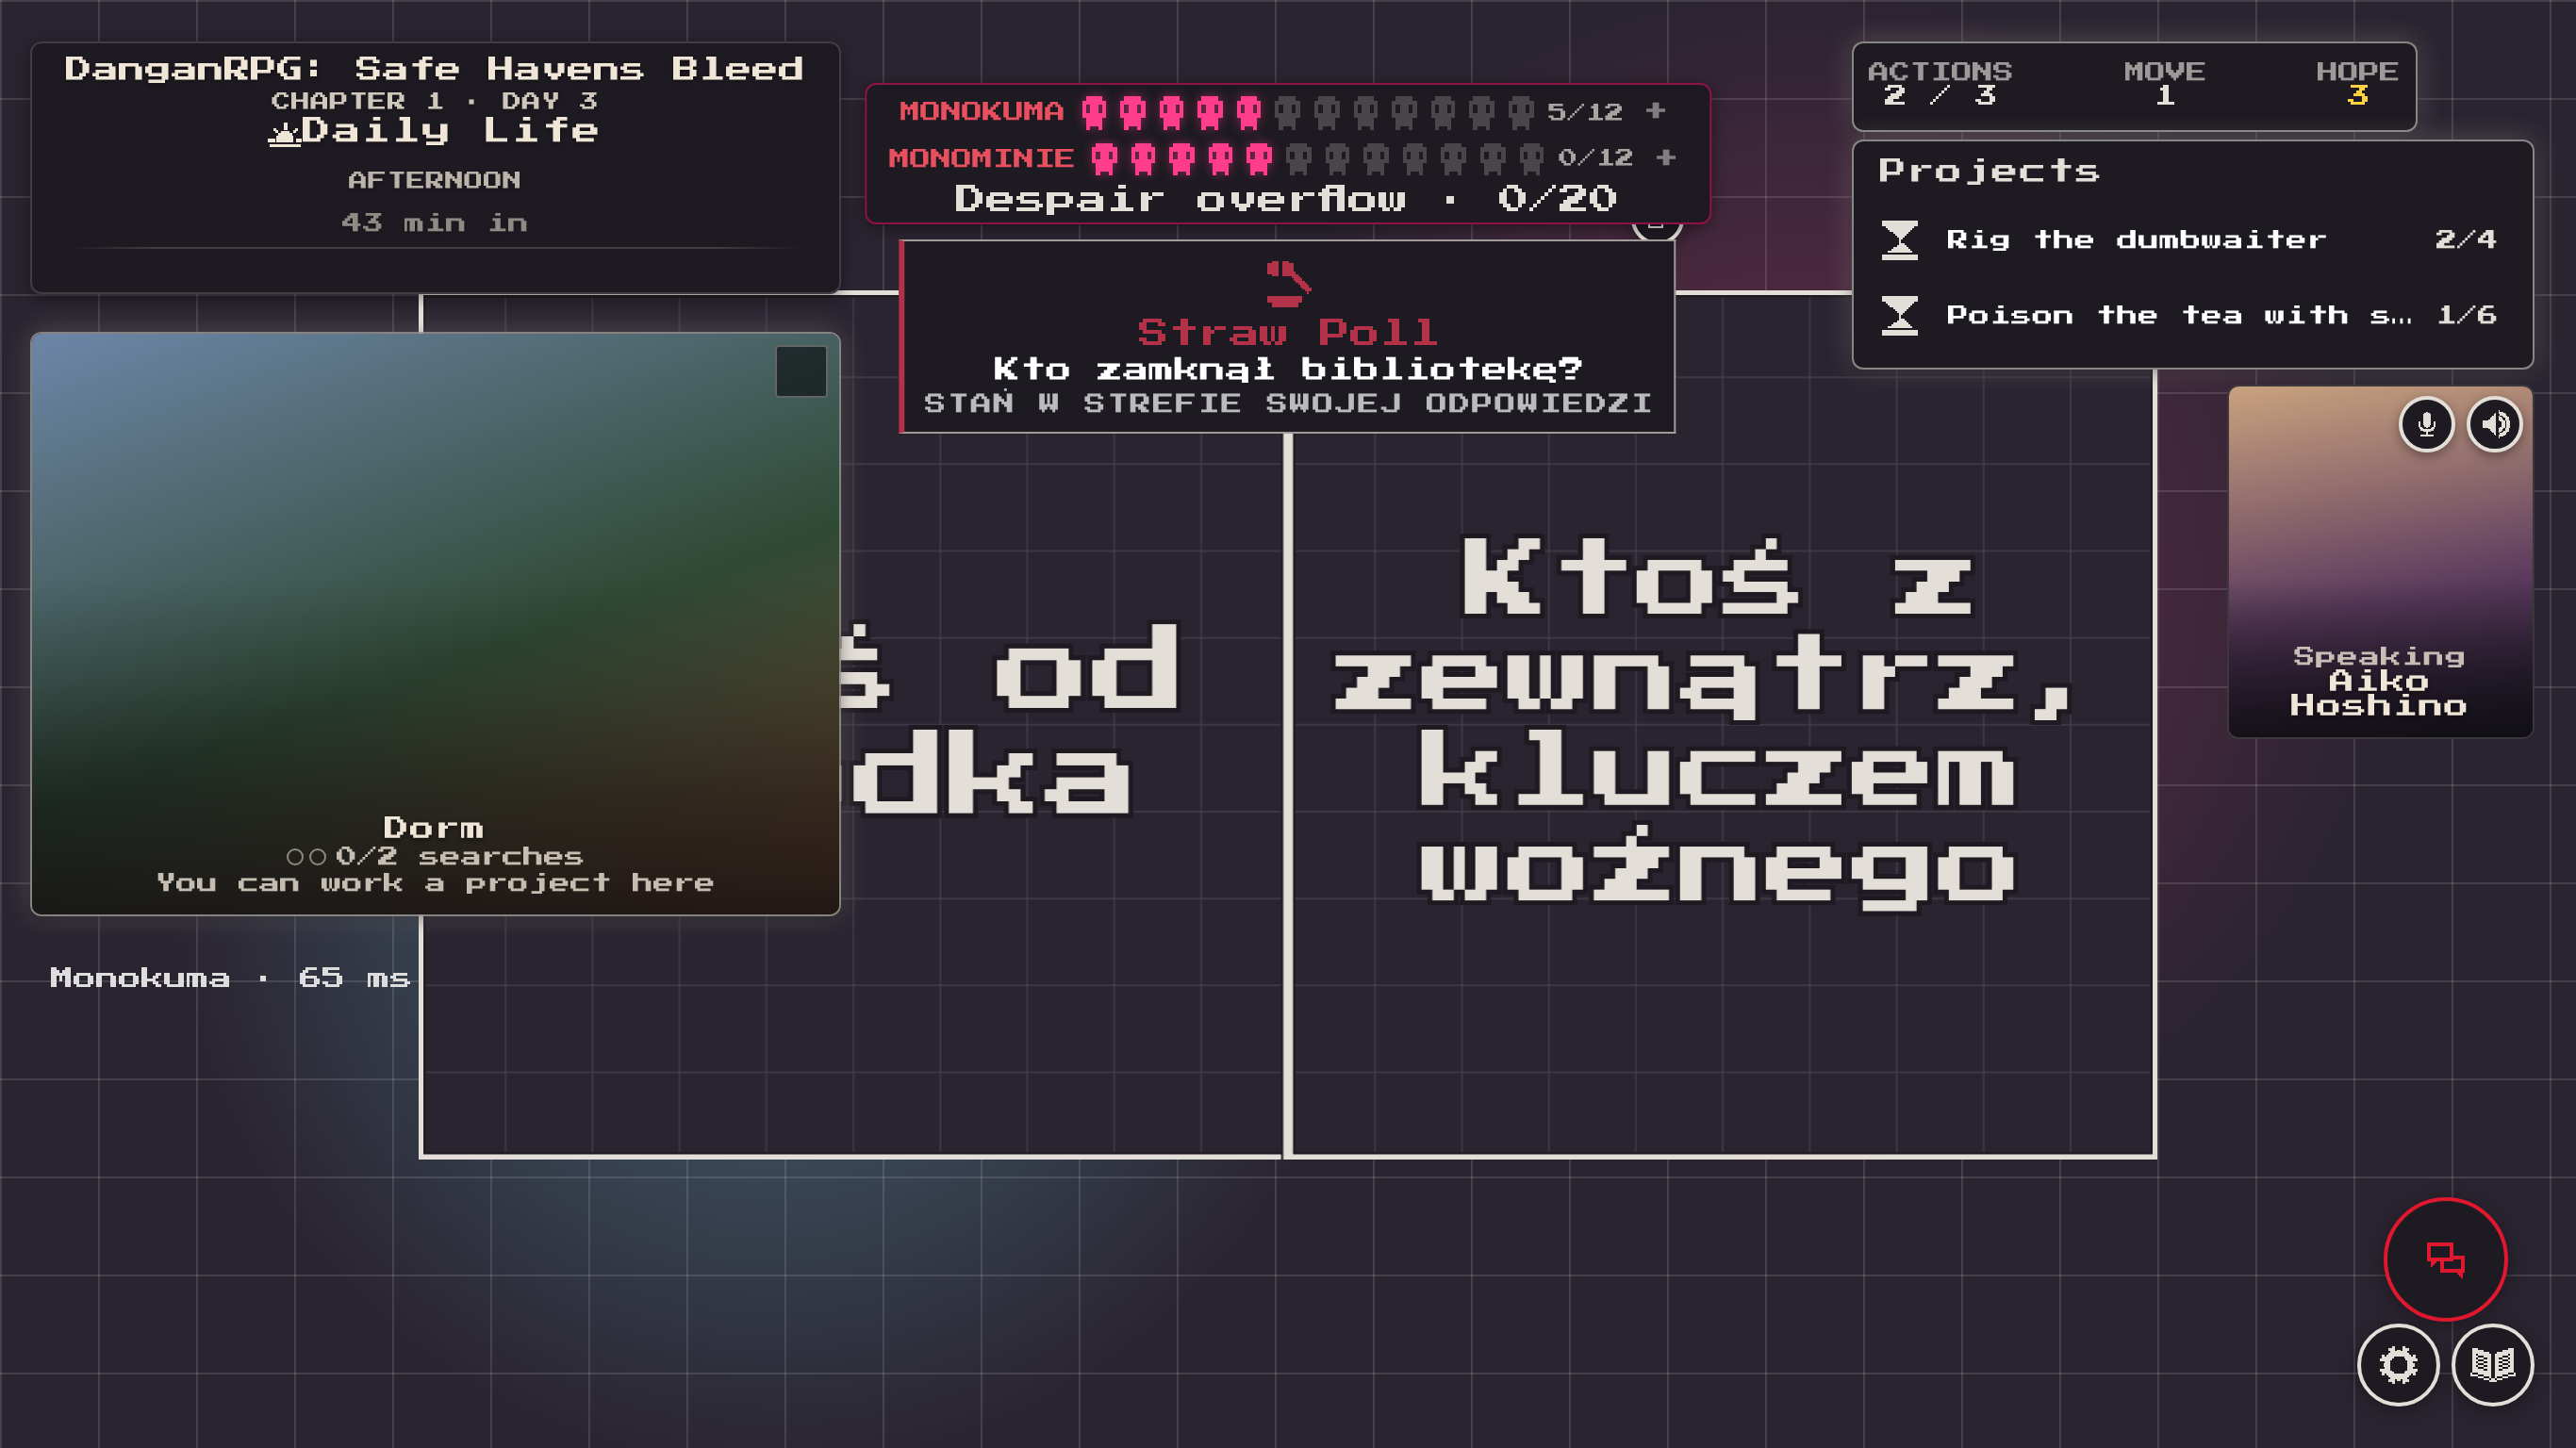 DanganRPG: Safe Havens Bleed
CHAPTER 1 · DAY 3
Daily Life
AFTERNOON
43 min in
MONOKUMA 5/12 +
MONOMINIE 0/12 +
Despair overflow · 0/20
ACTIONS MOVE HOPE
2 / 3 1 3
Projects
Rig the dumbwaiter 2/4
Poison the tea with s… 1/6
Straw Poll
Kto zamknął bibliotekę?
STAŃ W STREFIE SWOJEJ ODPOWIEDZI
ś od
dka
Ktoś z
zewnątrz,
kluczem
woźnego
Speaking
Aiko
Hoshino
Dorm
0/2 searches
You can work a project here
Monokuma · 65 ms